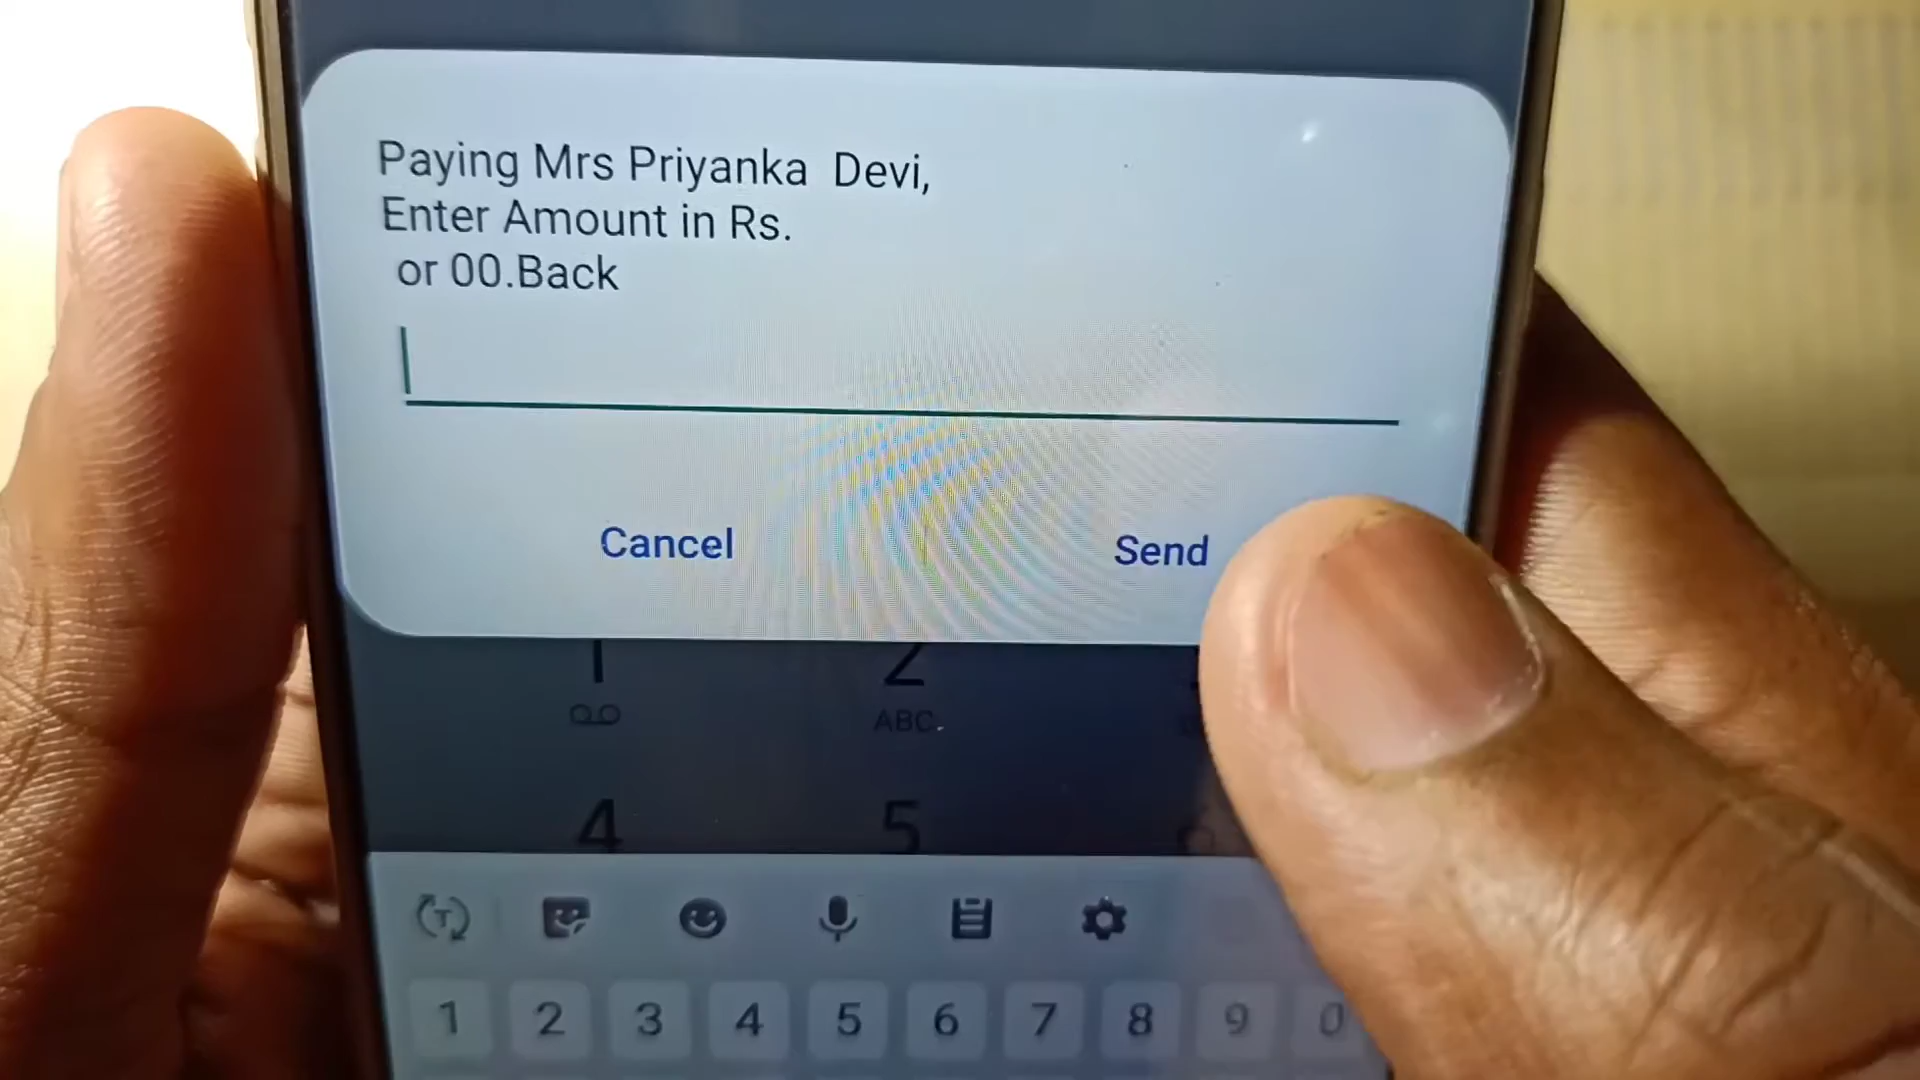 Paying Mrs Priyanka  Devi,
Enter Amount in Rs.
or 00.Back
Cancel Send
1 2
ABC
4 5
1 2 3 4 5 6 7 8 9 0